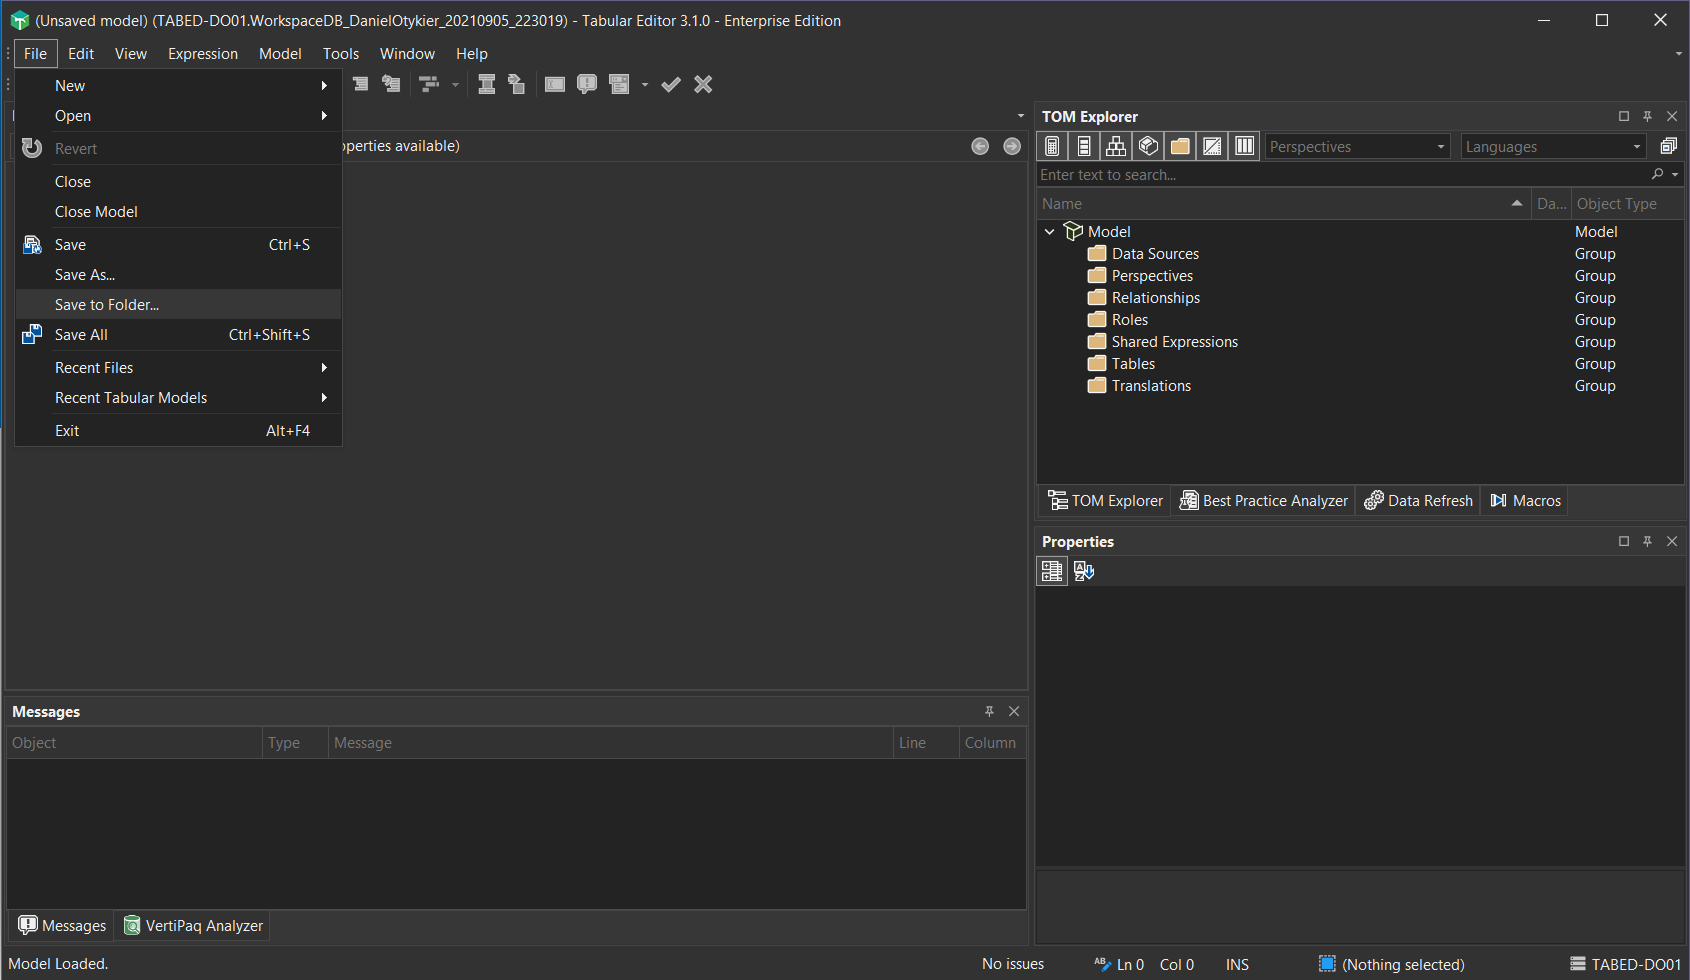 (Unsaved model) (TABED-DO01.WorkspaceDB_DanielOtykier_20210905_223019) - Tabular Editor 3.1.0 - Enterprise Edition
File Edit View Expression Model Tools Window Help
New
Open
Revert
Close
Close Model
Save Ctrl+S
Save As...
Save to Folder...
Save All Ctrl+Shift+S
Recent Files
Recent Tabular Models
Exit Alt+F4
operties available)
TOM Explorer
Perspectives Languages
Enter text to search...
Name Da... Object Type
Model Model
Data Sources Group
Perspectives Group
Relationships Group
Roles Group
Shared Expressions Group
Tables Group
Translations Group
TOM Explorer Best Practice Analyzer Data Refresh Macros
Properties
Messages
Object Type Message Line Column
Messages VertiPaq Analyzer
Model Loaded. No issues Ln 0 Col 0 INS (Nothing selected) TABED-DO01